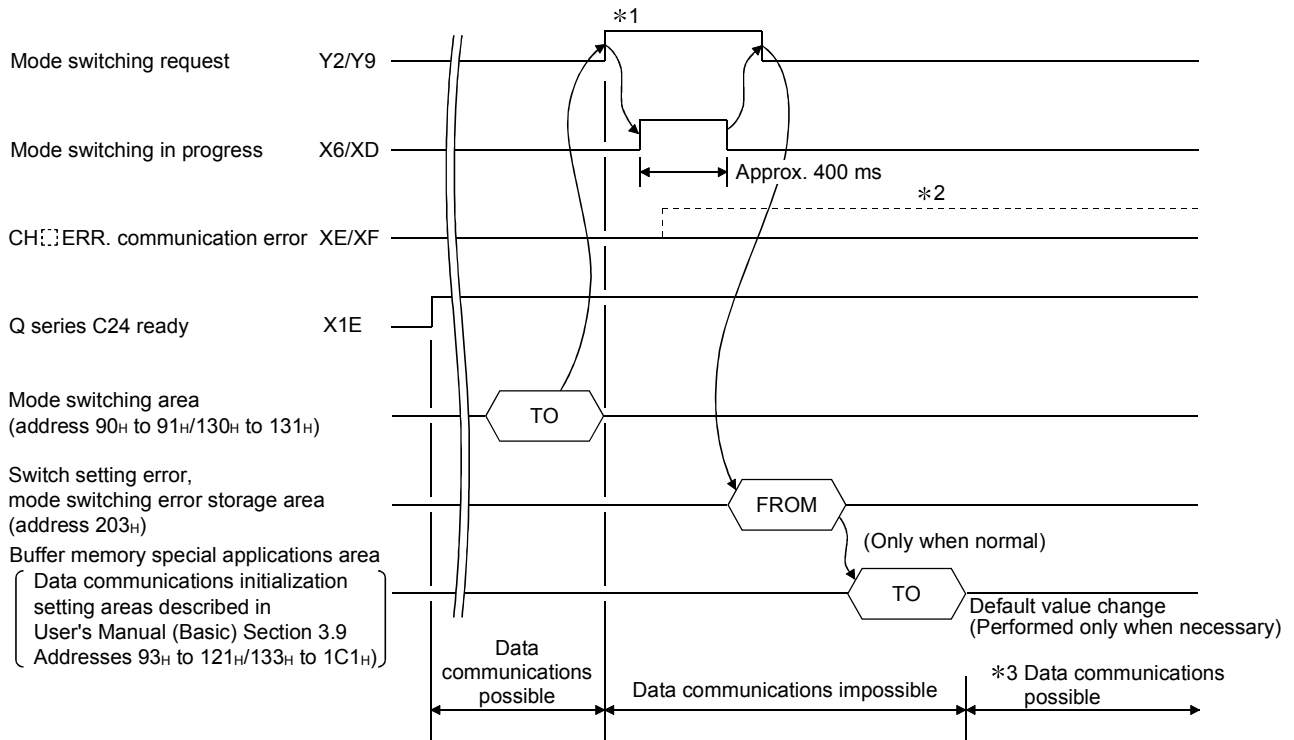 *1
Mode switching request Y2/Y9
Mode switching in progress X6/XD
Approx. 400 ms
*2
CH ERR. communication error XE/XF
Q series C24 ready X1E
Mode switching area
(address 90H to 91H/130H to 131H)
TO
Switch setting error,
mode switching error storage area
(address 203H)
FROM
(Only when normal)
Buffer memory special applications area
Data communications initialization
setting areas described in
User's Manual (Basic) Section 3.9
Addresses 93H to 121H/133H to 1C1H)
TO
Default value change
(Performed only when necessary)
Data
communications
possible
Data communications impossible
*3 Data communications
possible